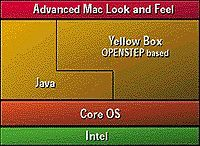 Advanced Mac Look and Feel
Yellow Box
OPENSTEP based
Java
Core OS
Intel